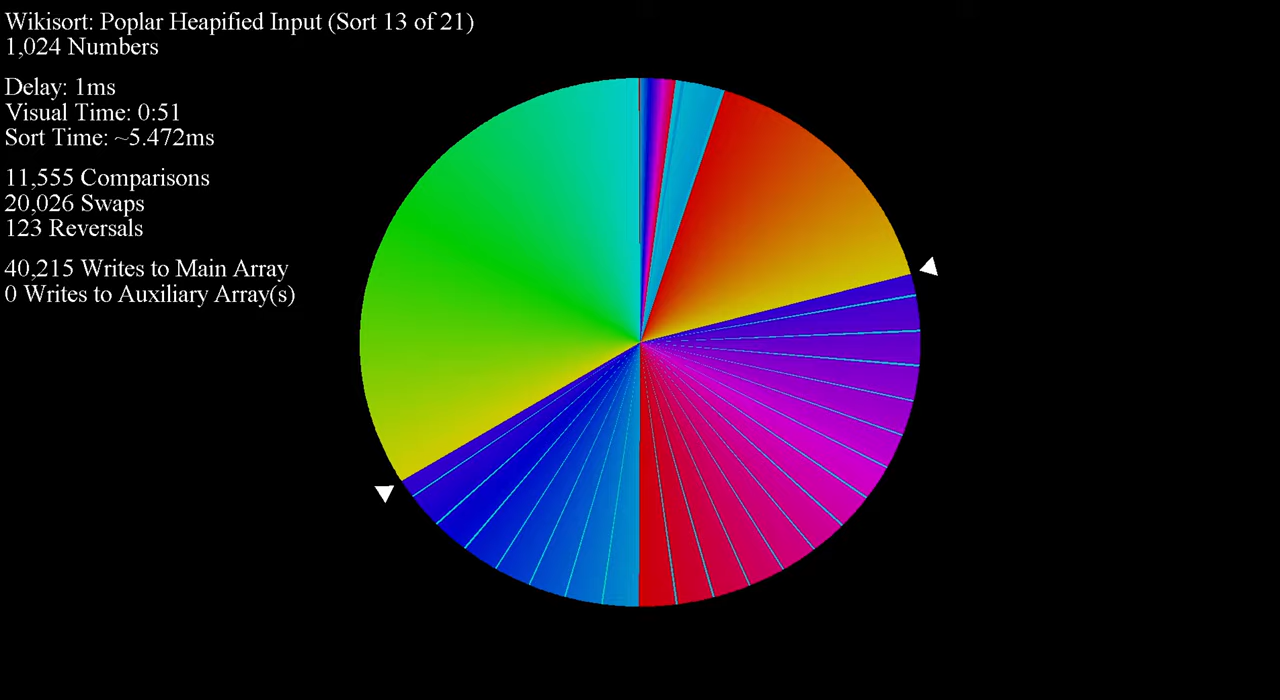 Wikisort: Poplar Heapified Input (Sort 13 of 21)
1,024 Numbers
Delay: 1ms
Visual Time: 0:51
Sort Time: ~5.472ms
11,555 Comparisons
20,026 Swaps
123 Reversals
40,215 Writes to Main Array
0 Writes to Auxiliary Array(s)